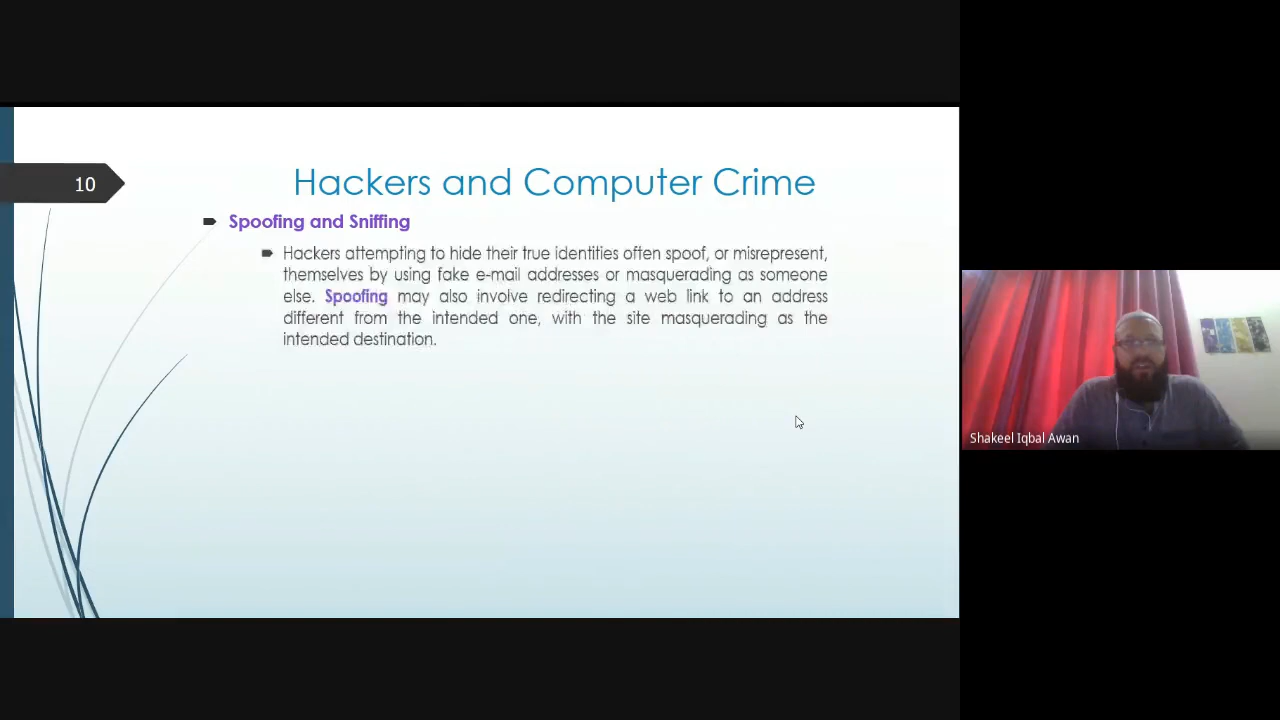 10
Hackers and Computer Crime
Spoofing and Sniffing
Hackers attempting to hide their true identities often spoof, or misrepresent,
themselves by using fake e-mail addresses or masquerading as someone
else. Spoofing may also involve redirecting a web link to an address
different from the intended one, with the site masquerading as the
intended destination.
Shakeel Iqbal Awan